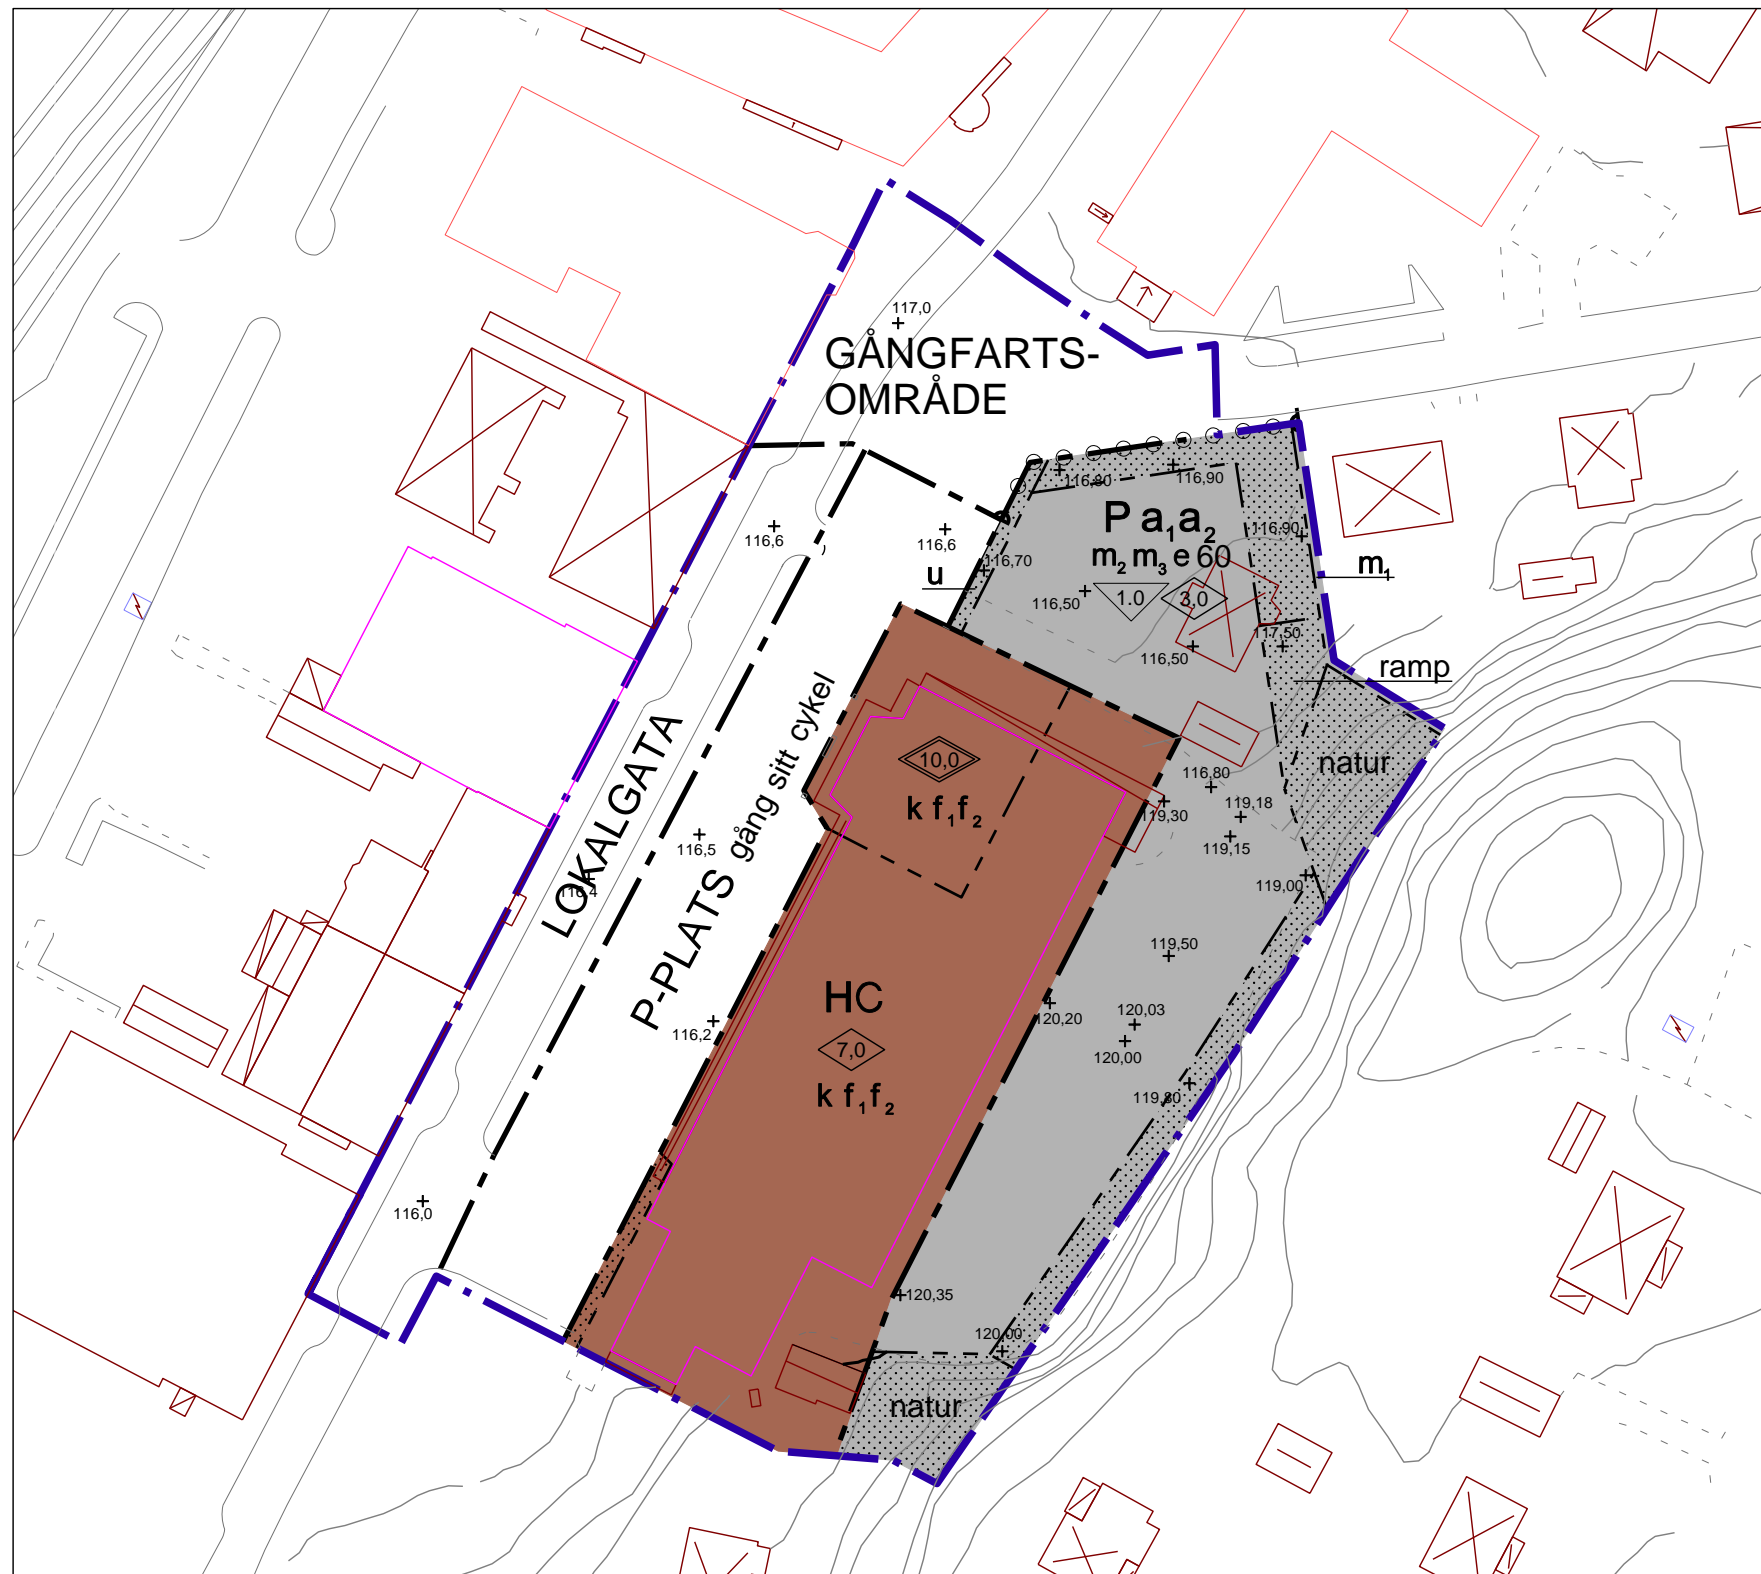 117,0
GÅNGFARTS-
OMRÅDE
116,80
116,90
P a₁a₂
116,6
116,6
116,90
m₂ m₃ e 60
116,70
m₁
u
116,50
1.0
3,0
117,50
116,50
ramp
LOKALGATA
P-PLATS gång sitt cykel
10,0
natur
116,80
k f₁f₂
119,30
119,18
116,5
119,15
116,4
119,00
119,50
HC
120,20
120,03
116,2
7,0
120,00
k f₁f₂
119,80
116,0
120,35
120,00
natur